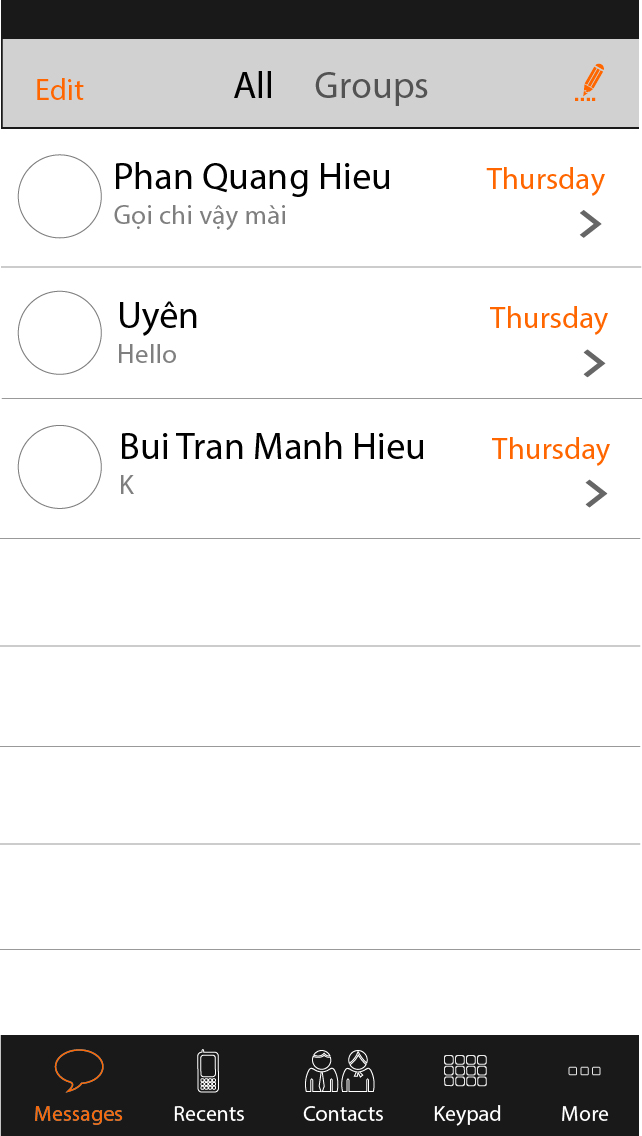 Edit All Groups
Phan Quang Hieu Thursday
Gọi chi vậy mài
Uyên Thursday
Hello
Bui Tran Manh Hieu Thursday
K
Messages Recents Contacts Keypad More